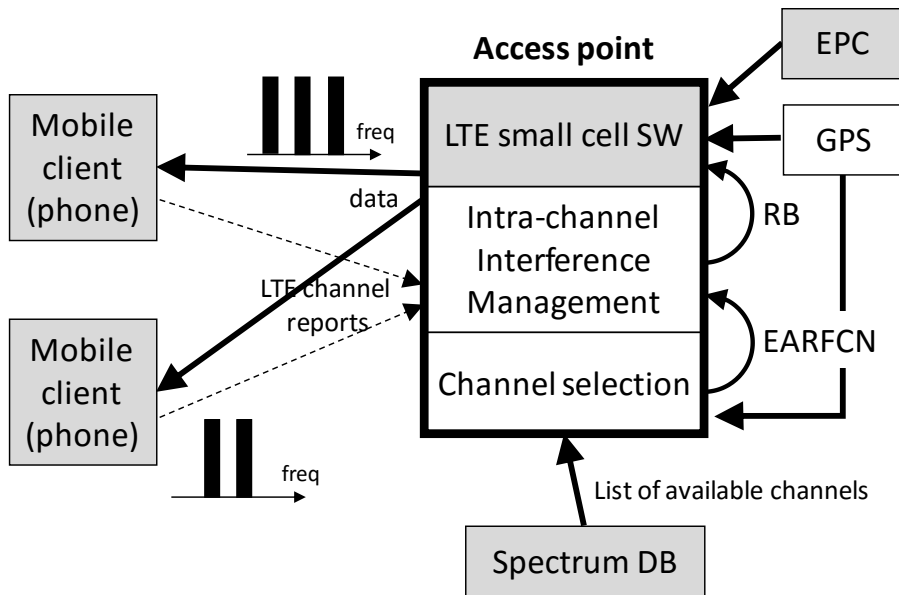 Access point
EPC
Mobile
client
(phone)
freq
LTE small cell SW
GPS
data
Intra-channel
Interference
Management
RB
LTE channel
reports
Mobile
client
(phone)
EARFCN
Channel selection
freq
List of available channels
Spectrum DB